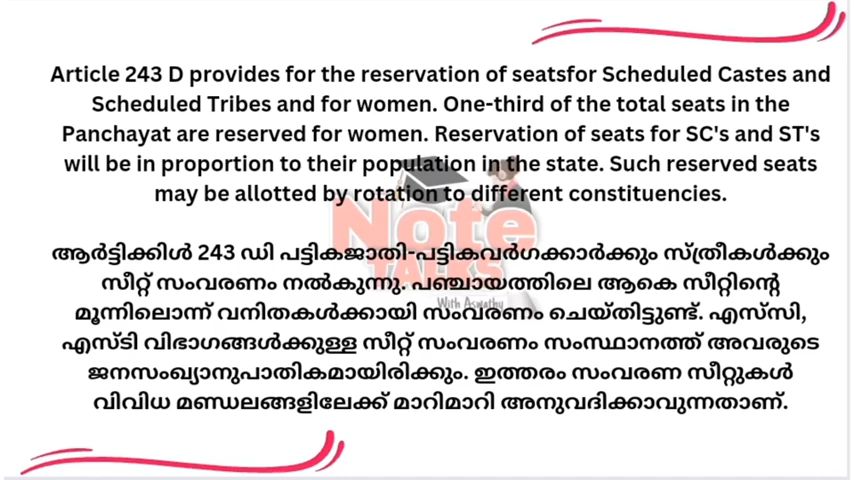 Article 243 D provides for the reservation of seatsfor Scheduled Castes and
Scheduled Tribes and for women. One-third of the total seats in the
Panchayat are reserved for women. Reservation of seats for SC's and ST's
will be in proportion to their population in the state. Such reserved seats
may be allotted by rotation to different constituencies.
Note
TALKS
With Aswathy
ആർട്ടിക്കിൾ 243 ഡി പട്ടികജാതി-പട്ടികവർഗക്കാർക്കും സ്ത്രീകൾക്കും
സീറ്റ് സംവരണം നൽകുന്നു. പഞ്ചായത്തിലെ ആകെ സീറ്റിന്റെ
മൂന്നിലൊന്ന് വനിതകൾക്കായി സംവരണം ചെയ്തിട്ടുണ്ട്. എസ്‌സി,
എസ്ടി വിഭാഗങ്ങൾക്കുള്ള സീറ്റ് സംവരണം സംസ്ഥാനത്ത് അവരുടെ
ജനസംഖ്യാനുപാതികമായിരിക്കും. ഇത്തരം സംവരണ സീറ്റുകൾ
വിവിധ മണ്ഡലങ്ങളിലേക്ക് മാറിമാറി അനുവദിക്കാവുന്നതാണ്.